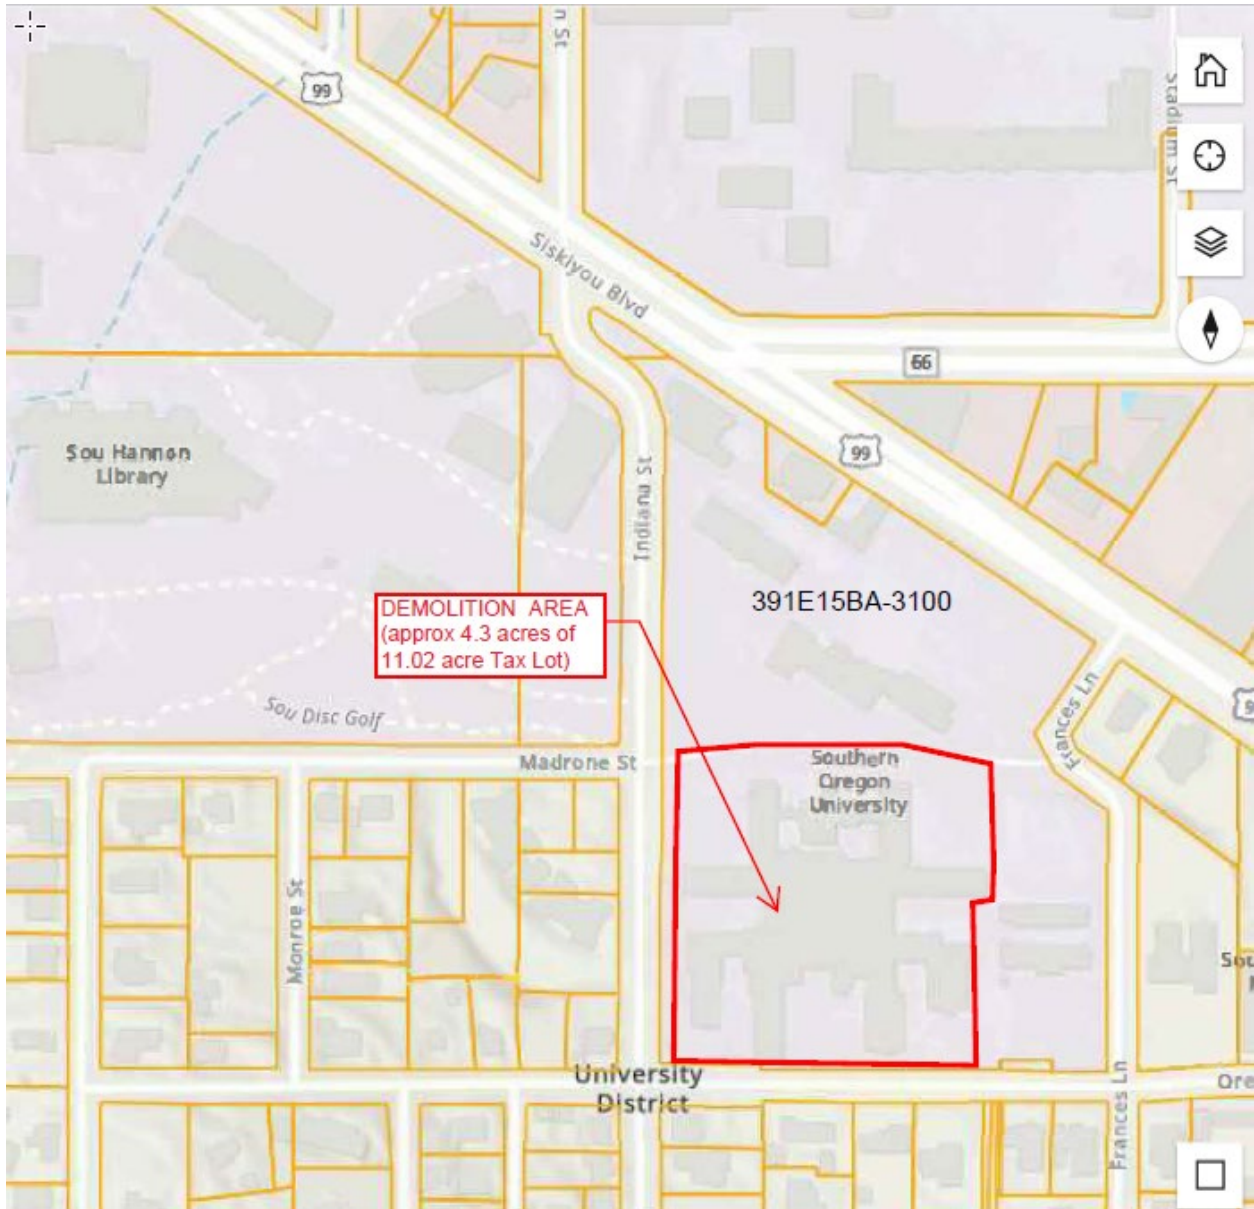 99
n St
Stadium St
Siskiyou Blvd
66
Sou Hannon
Library
99
Indiana St
DEMOLITION AREA
(approx 4.3 acres of
11.02 acre Tax Lot)
391E15BA-3100
Sou Disc Golf
Frances Ln
Madrone St
Southern
Oregon
University
Monroe St
Sou
University
District
Ore
Frances Ln